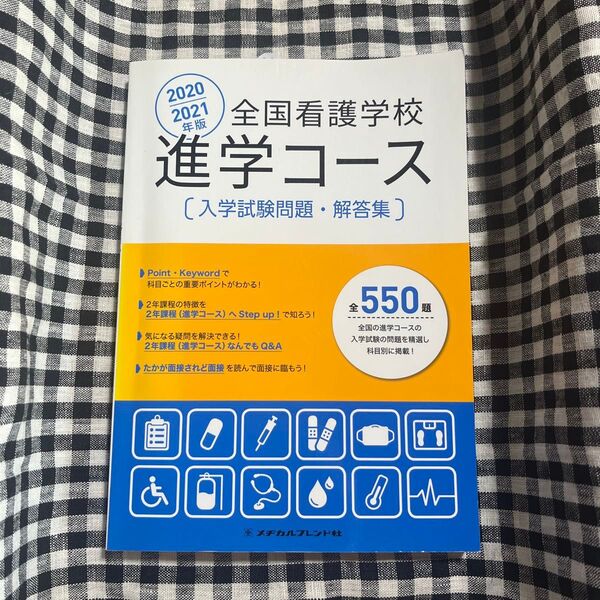 2020
2021
年版
全国看護学校
進学コース
〔入学試験問題・解答集〕
Point・Keywordで
科目ごとの重要ポイントがわかる！
2年課程の特徴を
2年課程（進学コース）へStep up！で知ろう！
気になる疑問を解決できる！
2年課程（進学コース）なんでもQ&A
たかが面接されど面接を読んで面接に臨もう！
全550題
全国の進学コースの
入学試験の問題を精選し
科目別に掲載！
メヂカルフレンド社